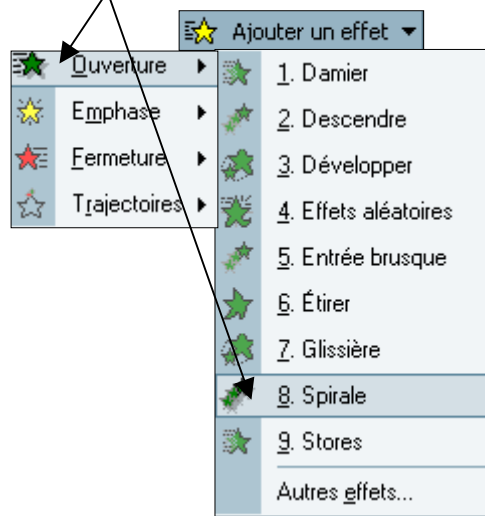 Ajouter un effet
Ouverture
Emphase
Fermeture
Trajectoires
1. Damier
2. Descendre
3. Développer
4. Effets aléatoires
5. Entrée brusque
6. Étirer
7. Glissière
8. Spirale
9. Stores
Autres effets...